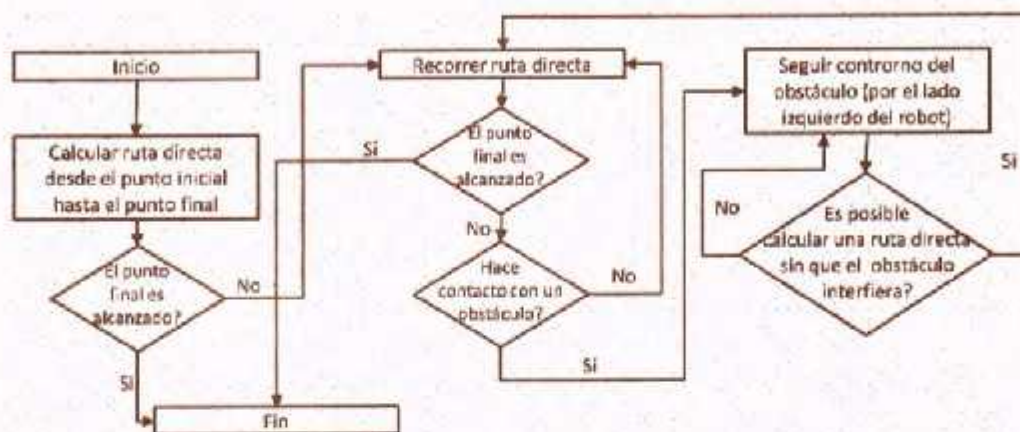 Inicio
Calcular ruta directa
desde el punto inicial
hasta el punto final
El punto
final es
alcanzado?
No
Si
Fin
Recorrer ruta directa
El punto
final es
alcanzado?
Si
No
Hace
contacto con un
obstáculo?
No
Si
Seguir controrno del
obstáculo (por el lado
izquierdo del robot)
Es posible
calcular una ruta directa
sin que el obstáculo
interfiera?
No
Si